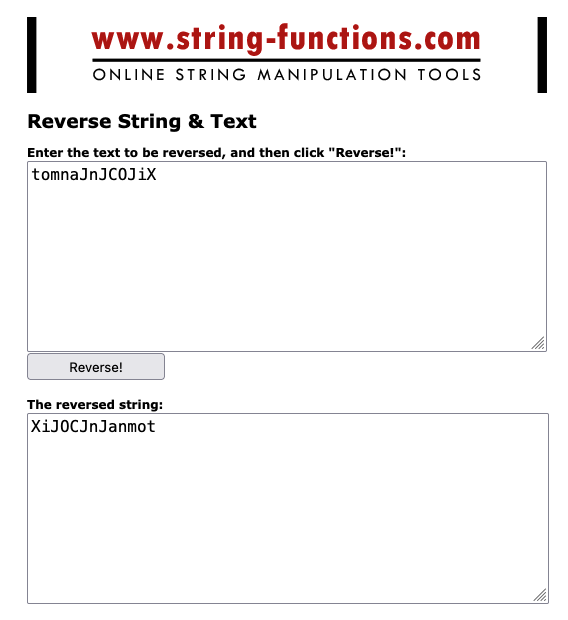 www.string-functions.com
ONLINE STRING MANIPULATION TOOLS
Reverse String & Text
Enter the text to be reversed, and then click "Reverse!":
tomnaJnJCOJiX
Reverse!
The reversed string:
XiJOCJnJanmot